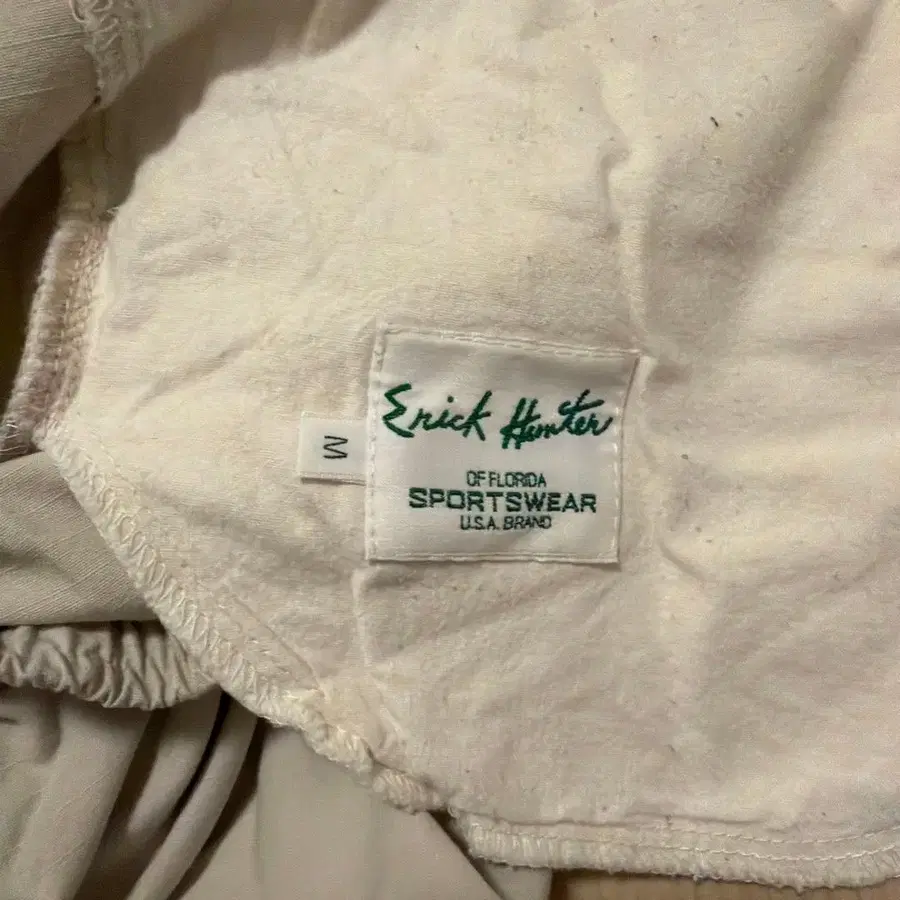 Erick Hunter
OF FLORIDA
SPORTSWEAR
U.S.A. BRAND
M